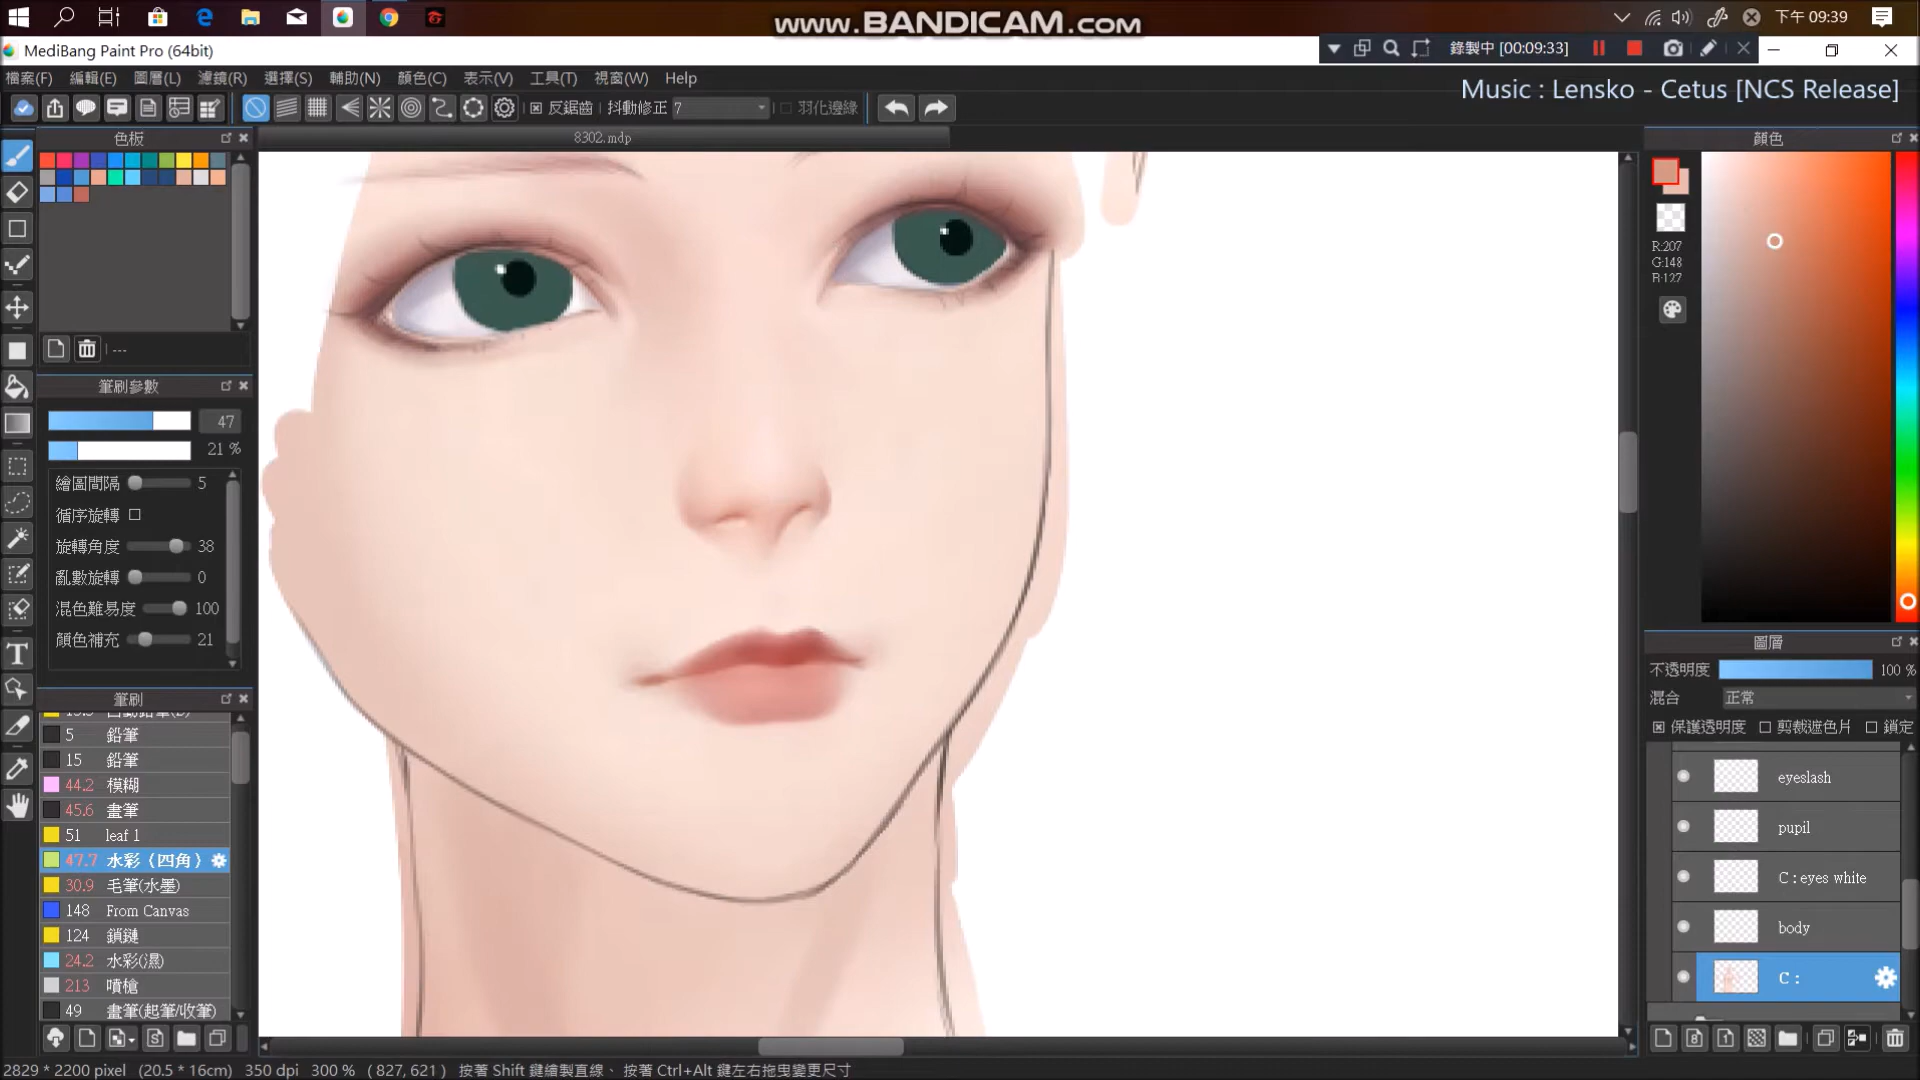 www.BANDICAM.com
下午 09:39
MediBang Paint Pro (64bit)
錄製中 [00:09:33]
檔案(F) 編輯(E) 圖層(L) 濾鏡(R) 選擇(S) 輔助(N) 顏色(C) 表示(V) 工具(T) 視窗(W) Help
Music : Lensko - Cetus [NCS Release]
反鋸齒 抖動修正 7 羽化邊緣
色板
8302.mdp
顏色
R:207
G:148
B:127
---
筆刷參數
47
21 %
繪圖間隔 5
循序旋轉
旋轉角度 38
亂數旋轉 0
混色難易度 100
顏色補充 21
筆刷
5 鉛筆
15 鉛筆
44.2 模糊
45.6 畫筆
51 leaf 1
47.7 水彩（四角）
30.9 毛筆(水墨)
148 From Canvas
124 鎖鏈
24.2 水彩(濕)
213 噴槍
49 畫筆(起筆/收筆)
圖層
不透明度 100 %
混合 正常
保護透明度 剪裁遮色片 鎖定
eyeslash
pupil
C : eyes white
body
C :
2829 * 2200 pixel (20.5 * 16cm) 350 dpi 300 % ( 827, 621 ) 按著 Shift 鍵繪製直線、按著 Ctrl+Alt 鍵左右拖曳變更尺寸